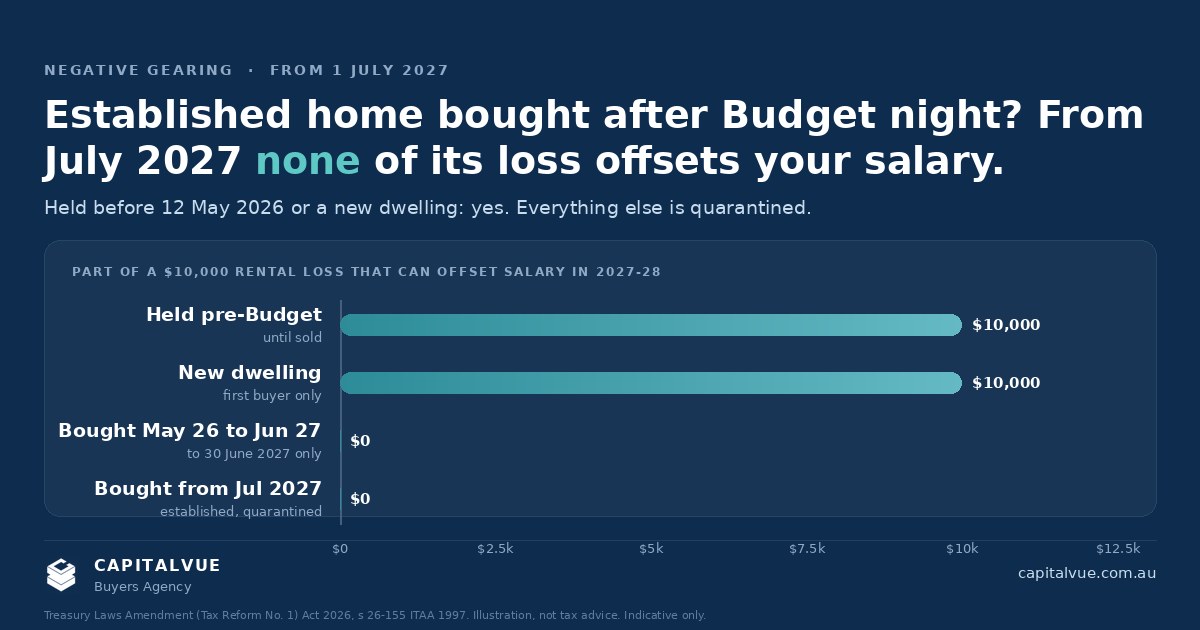 NEGATIVE GEARING · FROM 1 JULY 2027
Established home bought after Budget night? From
July 2027 none of its loss offsets your salary.
Held before 12 May 2026 or a new dwelling: yes. Everything else is quarantined.
PART OF A $10,000 RENTAL LOSS THAT CAN OFFSET SALARY IN 2027-28
Held pre-Budget
until sold
$10,000
New dwelling
first buyer only
$10,000
Bought May 26 to Jun 27
to 30 June 2027 only
$0
Bought from Jul 2027
established, quarantined
$0
$0 $2.5k $5k $7.5k $10k $12.5k
CAPITALVUE
Buyers Agency
capitalvue.com.au
Treasury Laws Amendment (Tax Reform No. 1) Act 2026, s 26-155 ITAA 1997. Illustration, not tax advice. Indicative only.